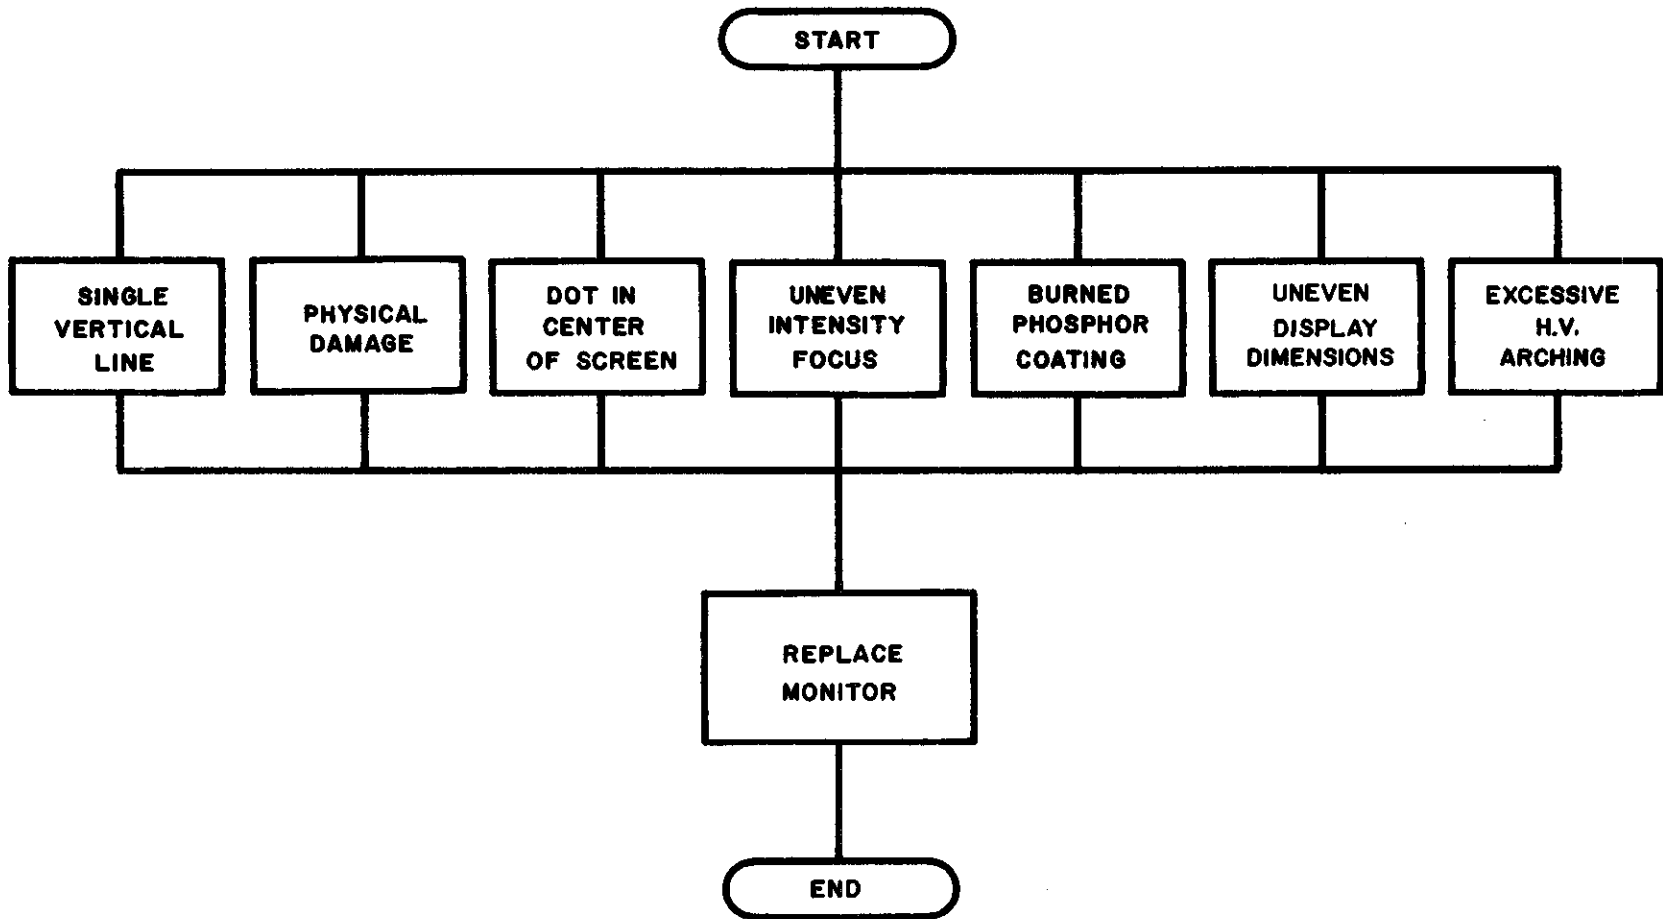 START
SINGLE
VERTICAL
LINE
PHYSICAL
DAMAGE
DOT IN
CENTER
OF SCREEN
UNEVEN
INTENSITY
FOCUS
BURNED
PHOSPHOR
COATING
UNEVEN
DISPLAY
DIMENSIONS
EXCESSIVE
H.V.
ARCHING
REPLACE
MONITOR
END